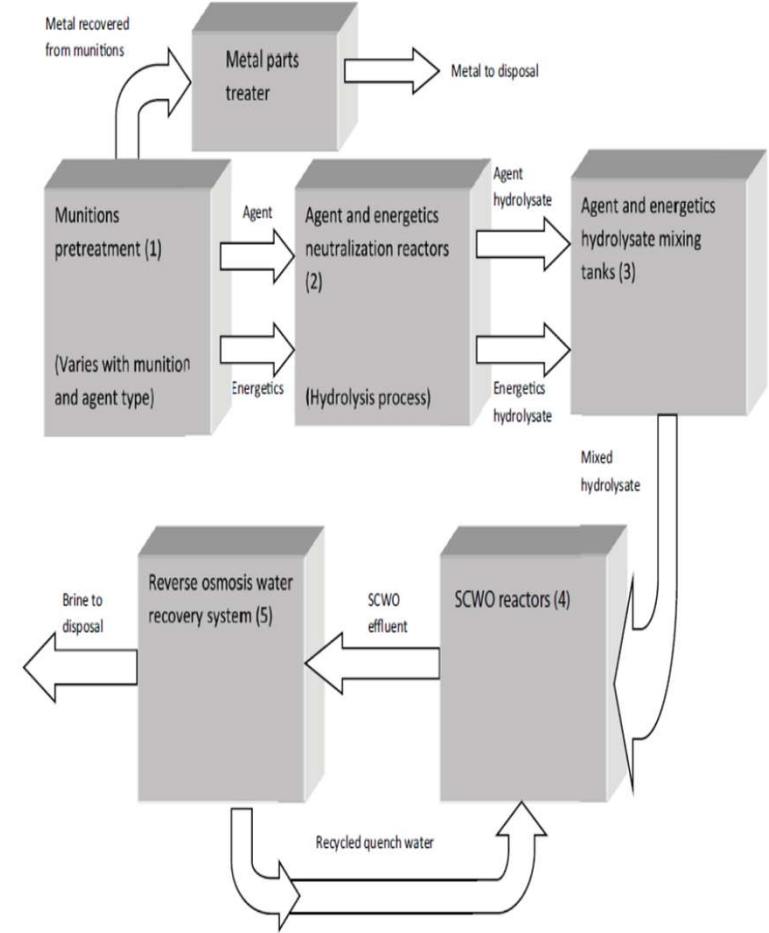 Metal recovered
from munitions
Metal parts
treater
Metal to disposal
Munitions
pretreatment (1)
(Varies with munition
and agent type)
Agent
Energetics
Agent and energetics
neutralization reactors
(2)
(Hydrolysis process)
Agent
hydrolysate
Energetics
hydrolysate
Agent and energetics
hydrolysate mixing
tanks (3)
Mixed
hydrolysate
SCWO reactors (4)
SCWO
effluent
Reverse osmosis water
recovery system (5)
Brine to
disposal
Recycled quench water